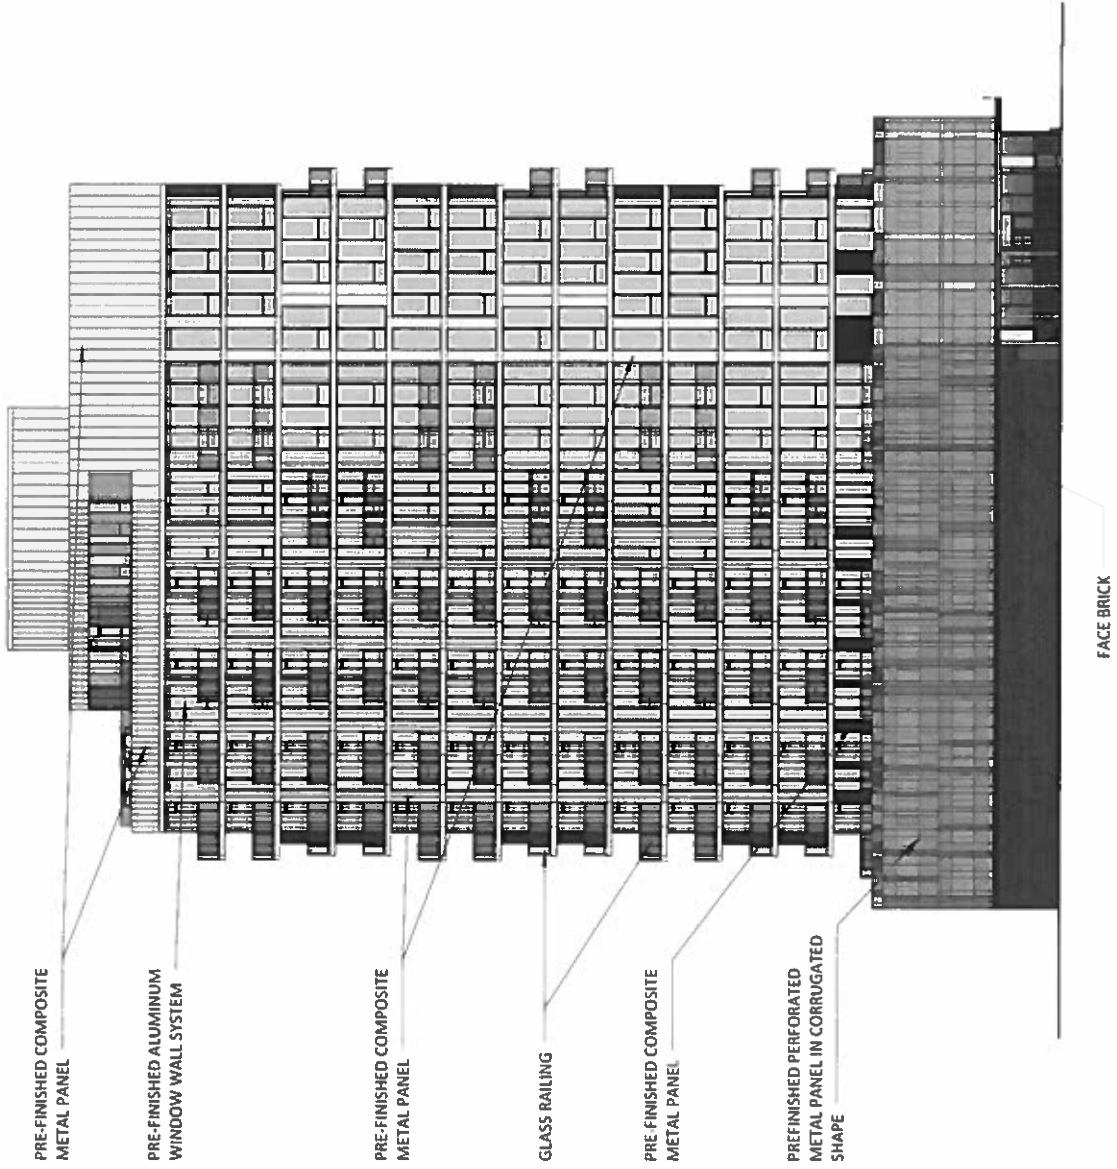 PRE-FINISHED COMPOSITE
METAL PANEL
PRE-FINISHED ALUMINUM
WINDOW WALL SYSTEM
PRE-FINISHED COMPOSITE
METAL PANEL
GLASS RAILING
PRE-FINISHED COMPOSITE
METAL PANEL
PREFINISHED PERFORATED
METAL PANEL IN CORRUGATED
SHAPE
FACE BRICK